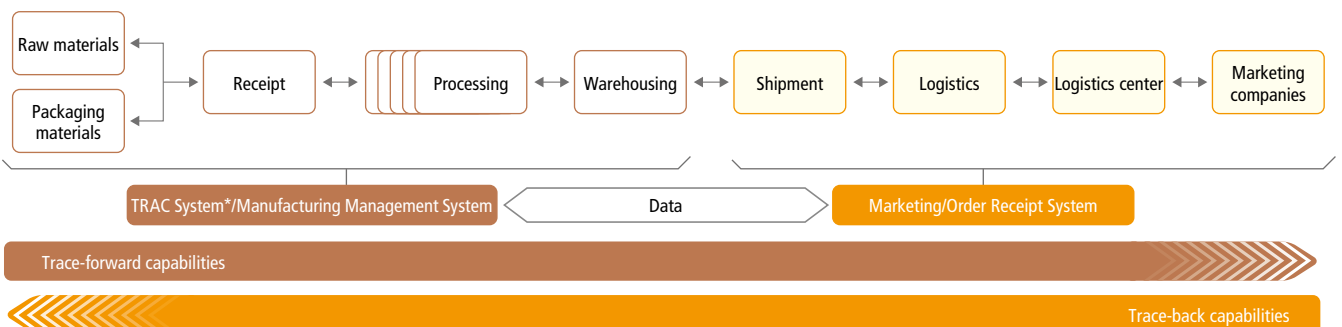 Raw materials
Packaging
materials
Receipt
Processing
Warehousing
Shipment
Logistics
Logistics center
Marketing
companies
TRAC System*/Manufacturing Management System
Data
Marketing/Order Receipt System
Trace-forward capabilities
Trace-back capabilities